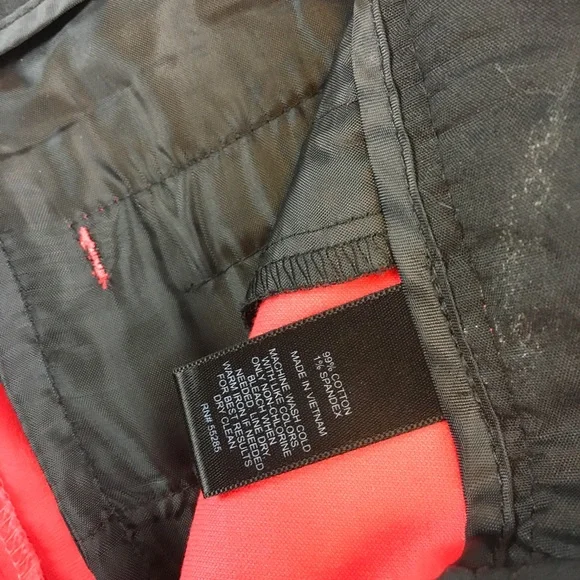 99% COTTON
1% SPANDEX
MADE IN VIETNAM
MACHINE WASH COLD
WITH LIKE COLORS
ONLY NON-CHLORINE
BLEACH WHEN
NEEDED LINE DRY
WARM IRON IF NEEDED
FOR BEST RESULTS
DRY CLEAN
RN# 55285